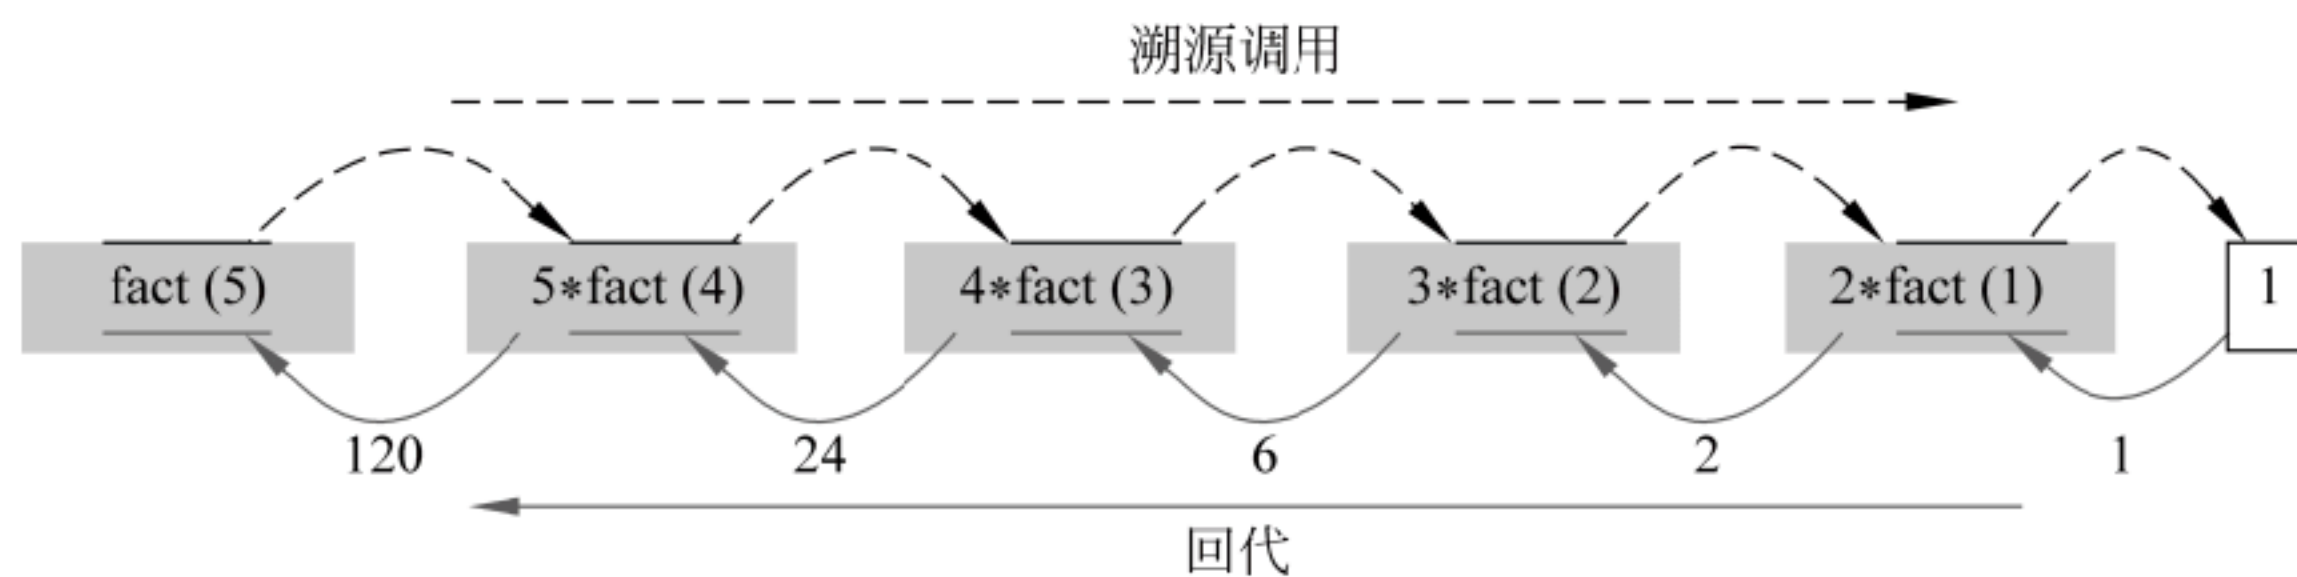 溯源调用
fact (5) 5*fact (4) 4*fact (3) 3*fact (2) 2*fact (1) 1
120 24 6 2 1
回代